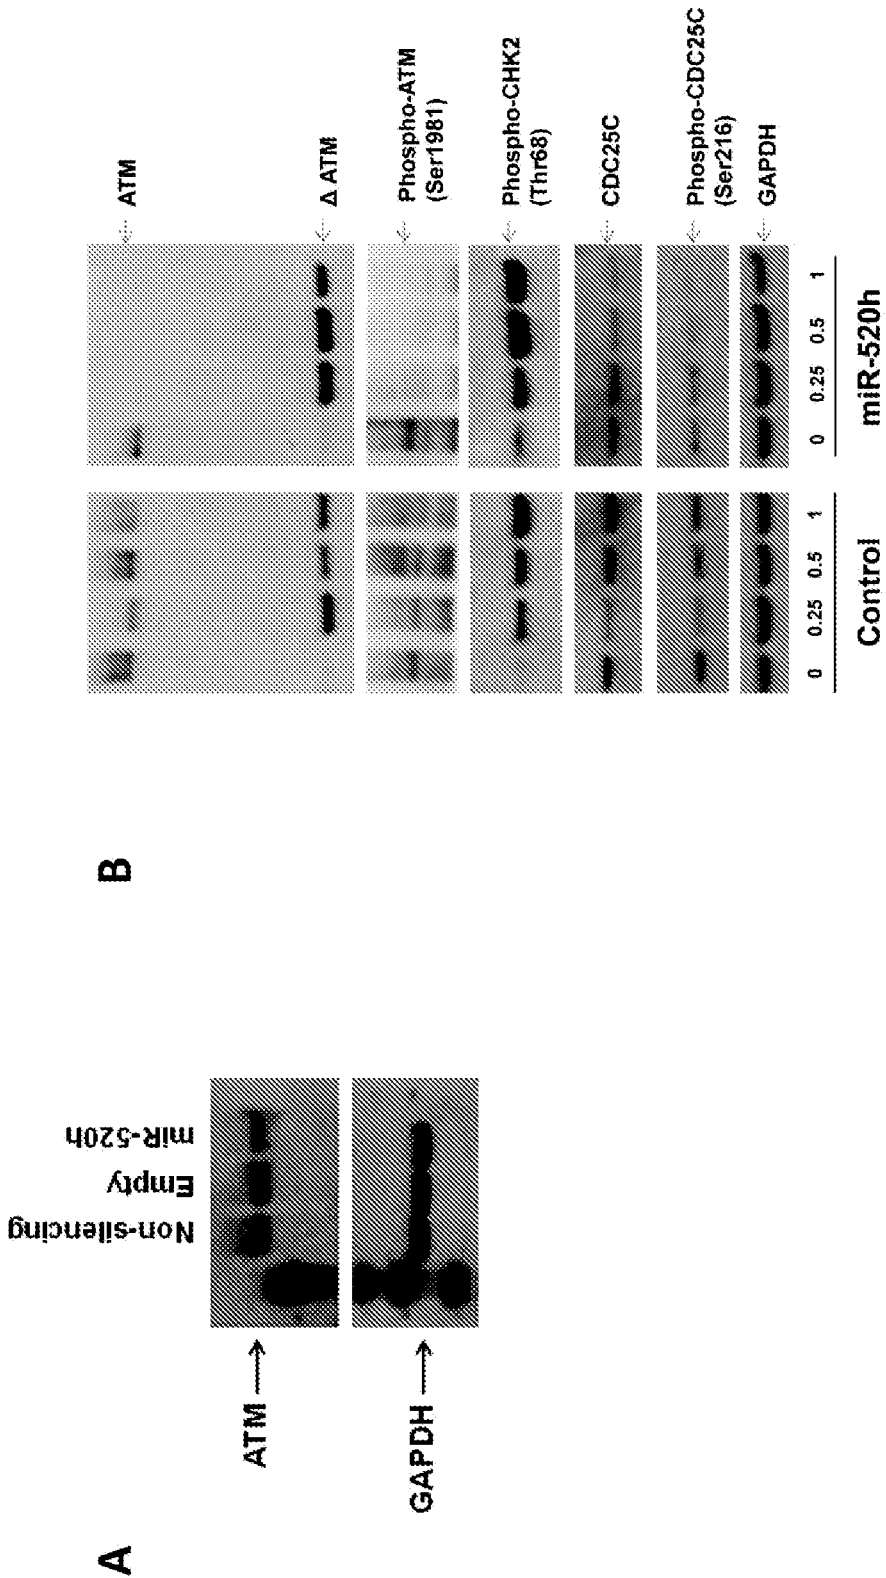 A
Non-silencing
Empty
miR-520h
ATM
GAPDH
B
ATM
Δ ATM
Phospho-ATM
(Ser1981)
Phospho-CHK2
(Thr68)
CDC25C
Phospho-CDC25C
(Ser216)
GAPDH
0 0.25 0.5 1 0 0.25 0.5 1
Control miR-520h